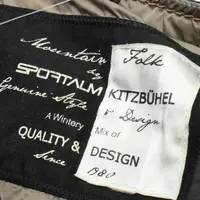 Mountain
by
SPORTALM
Genuine Style
A Wintery
QUALITY &
Since
Folk
KITZBÜHEL
& Design
Mix of
DESIGN
1980